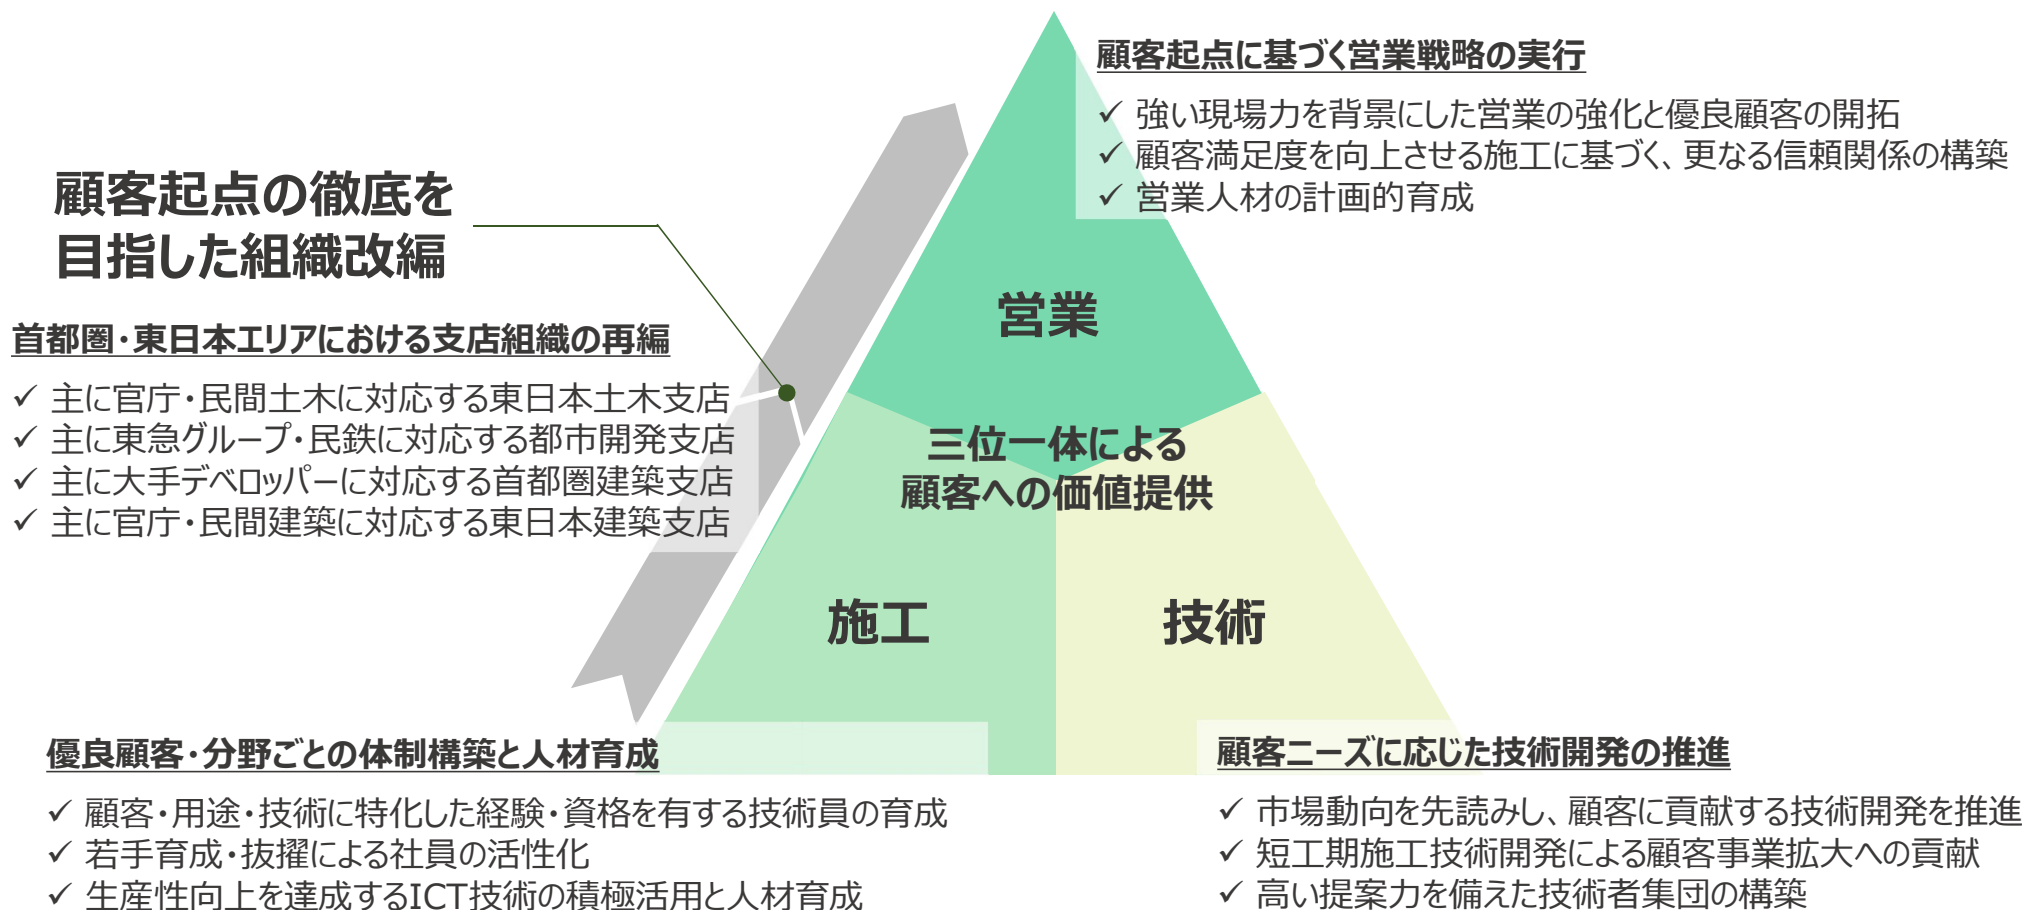 顧客起点に基づく営業戦略の実行
✓ 強い現場力を背景にした営業の強化と優良顧客の開拓
✓ 顧客満足度を向上させる施工に基づく、更なる信頼関係の構築
✓ 営業人材の計画的育成
顧客起点の徹底を
目指した組織改編
首都圏・東日本エリアにおける支店組織の再編
✓ 主に官庁・民間土木に対応する東日本土木支店
✓ 主に東急グループ・民鉄に対応する都市開発支店
✓ 主に大手デベロッパーに対応する首都圏建築支店
✓ 主に官庁・民間建築に対応する東日本建築支店
営業
三位一体による
顧客への価値提供
施工
技術
優良顧客・分野ごとの体制構築と人材育成
✓ 顧客・用途・技術に特化した経験・資格を有する技術員の育成
✓ 若手育成・抜擢による社員の活性化
✓ 生産性向上を達成するICT技術の積極活用と人材育成
顧客ニーズに応じた技術開発の推進
✓ 市場動向を先読みし、顧客に貢献する技術開発を推進
✓ 短工期施工技術開発による顧客事業拡大への貢献
✓ 高い提案力を備えた技術者集団の構築